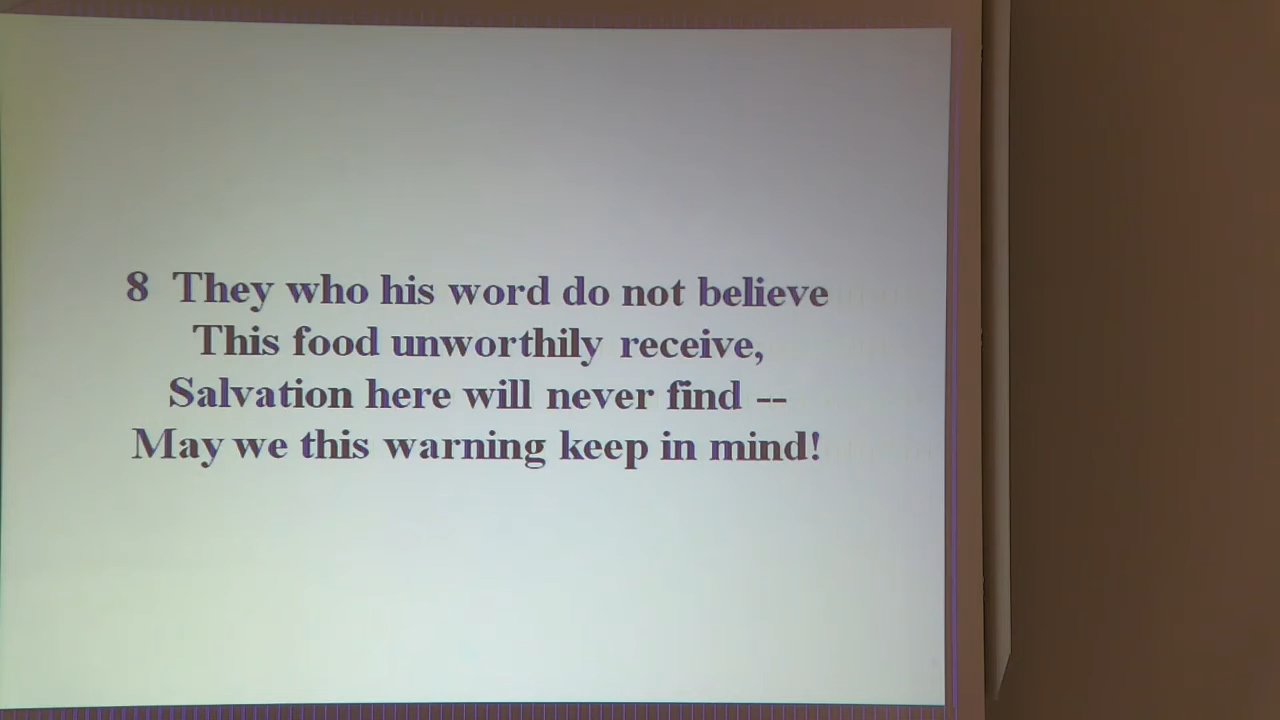 8 They who his word do not believe
This food unworthily receive,
Salvation here will never find --
May we this warning keep in mind!